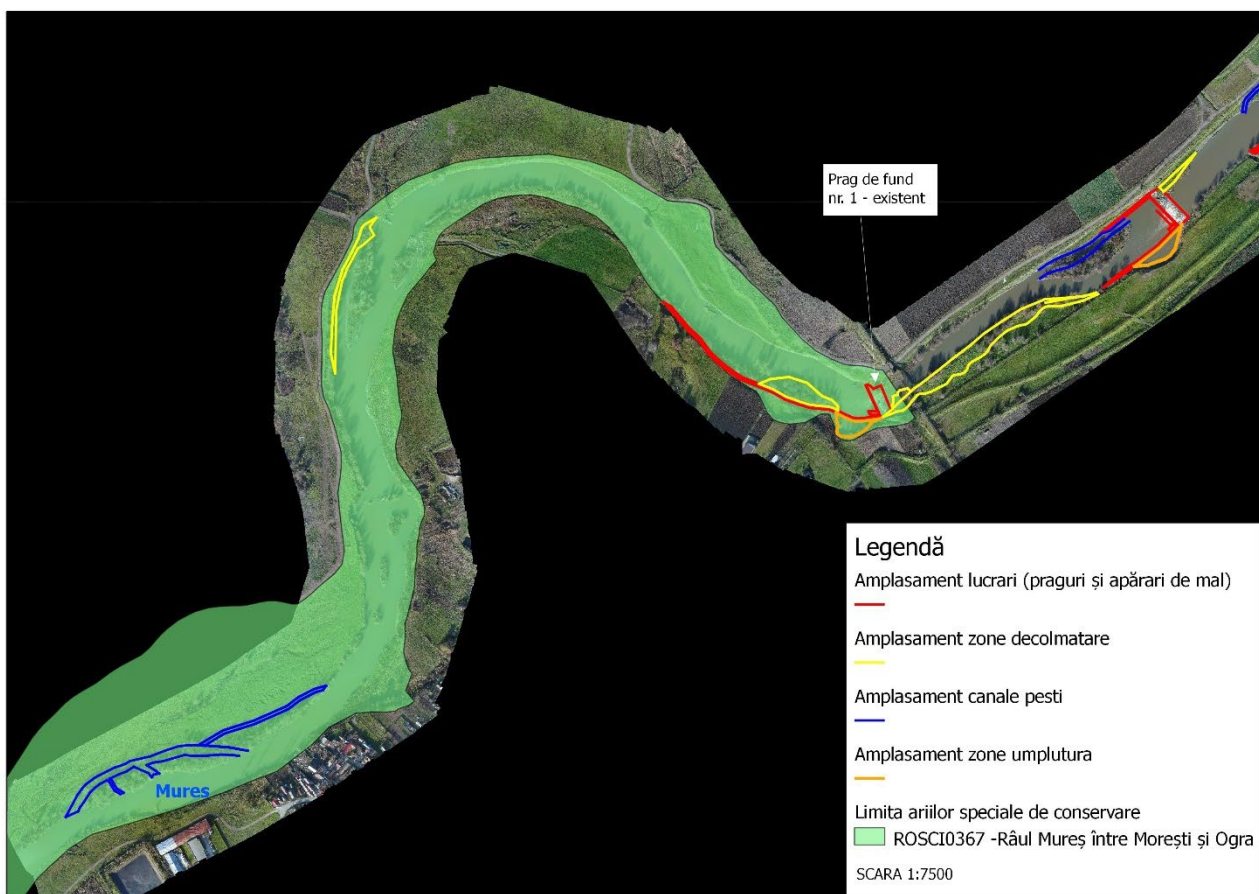 Prag de fund
nr. 1 - existent
Mures
Legendă
Amplasament lucrari (praguri și apărari de mal)
Amplasament zone decolmatare
Amplasament canale pesti
Amplasament zone umplutura
Limita ariilor speciale de conservare
ROSCI0367 -Râul Mureș între Morești și Ogra
SCARA 1:7500